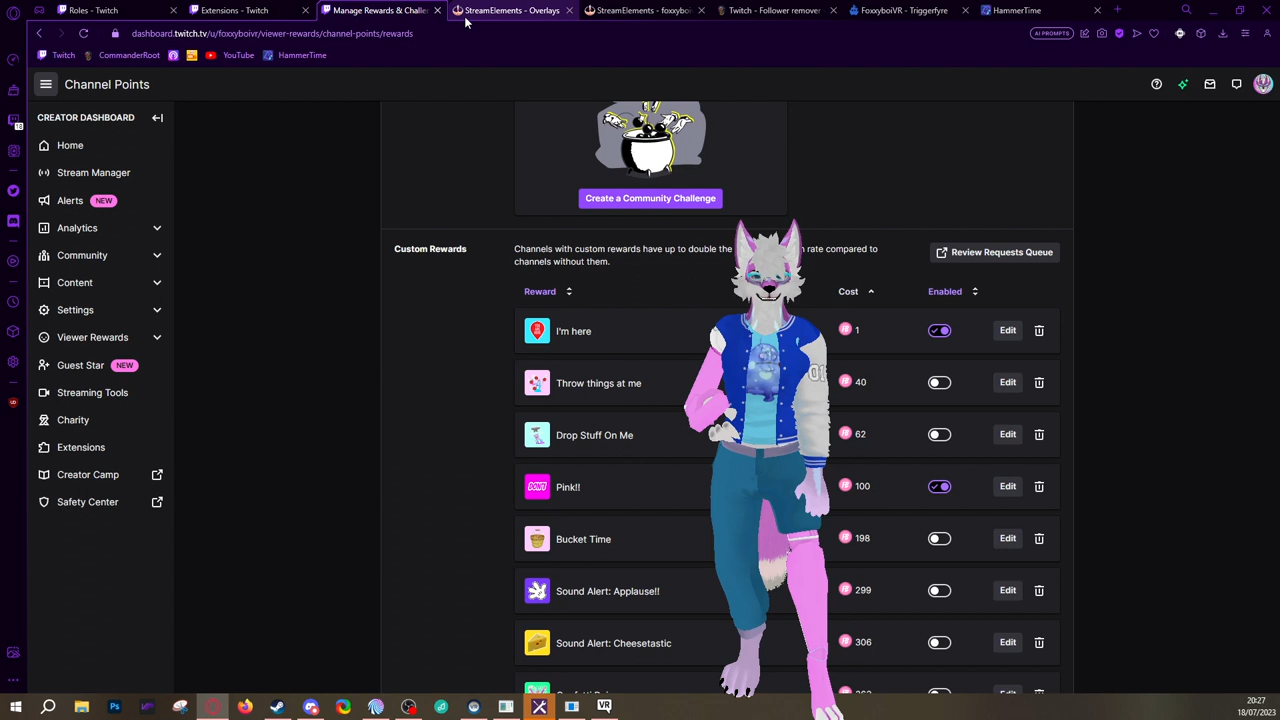 Roles - Twitch
Extensions - Twitch
Manage Rewards & Challe
StreamElements - Overlays
StreamElements - foxxyboi
Twitch - Follower remover
FoxxyboiVR - Triggerfyre
HammerTime
dashboard.twitch.tv/u/foxxyboivr/viewer-rewards/channel-points/rewards
AI PROMPTS
Twitch
CommanderRoot
YouTube
HammerTime
Channel Points
CREATOR DASHBOARD
Home
Stream Manager
Alerts NEW
Analytics
Community
Content
Settings
Viewer Rewards
Guest Star NEW
Streaming Tools
Charity
Extensions
Creator Camp
Safety Center
Create a Community Challenge
Custom Rewards
Channels with custom rewards have up to double the rate compared to
channels without them.
Review Requests Queue
Reward Cost Enabled
I'm here 1 Edit
Throw things at me 40 Edit
Drop Stuff On Me 62 Edit
Pink!! 100 Edit
Bucket Time 198 Edit
Sound Alert: Applause!! 299 Edit
Sound Alert: Cheesetastic 306 Edit
01
18
20:27
18/07/2023